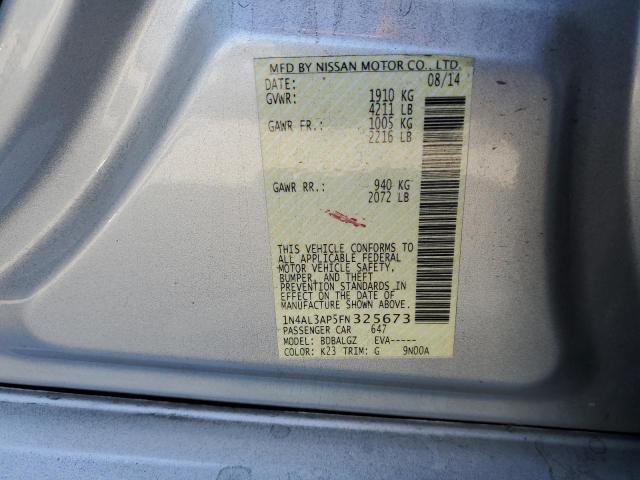 MFD BY NISSAN MOTOR CO., LTD.
DATE: 08/14
GVWR: 1910 KG
4211 LB
GAWR FR.: 1005 KG
2216 LB
GAWR RR.: 940 KG
2072 LB
THIS VEHICLE CONFORMS TO
ALL APPLICABLE FEDERAL
MOTOR VEHICLE SAFETY,
BUMPER, AND THEFT
PREVENTION STANDARDS IN
EFFECT ON THE DATE OF
MANUFACTURE SHOWN ABOVE.
1N4AL3AP5FN325673
PASSENGER CAR 647
MODEL: BDBALGZ EVA-----
COLOR: K23 TRIM: G 9N00A